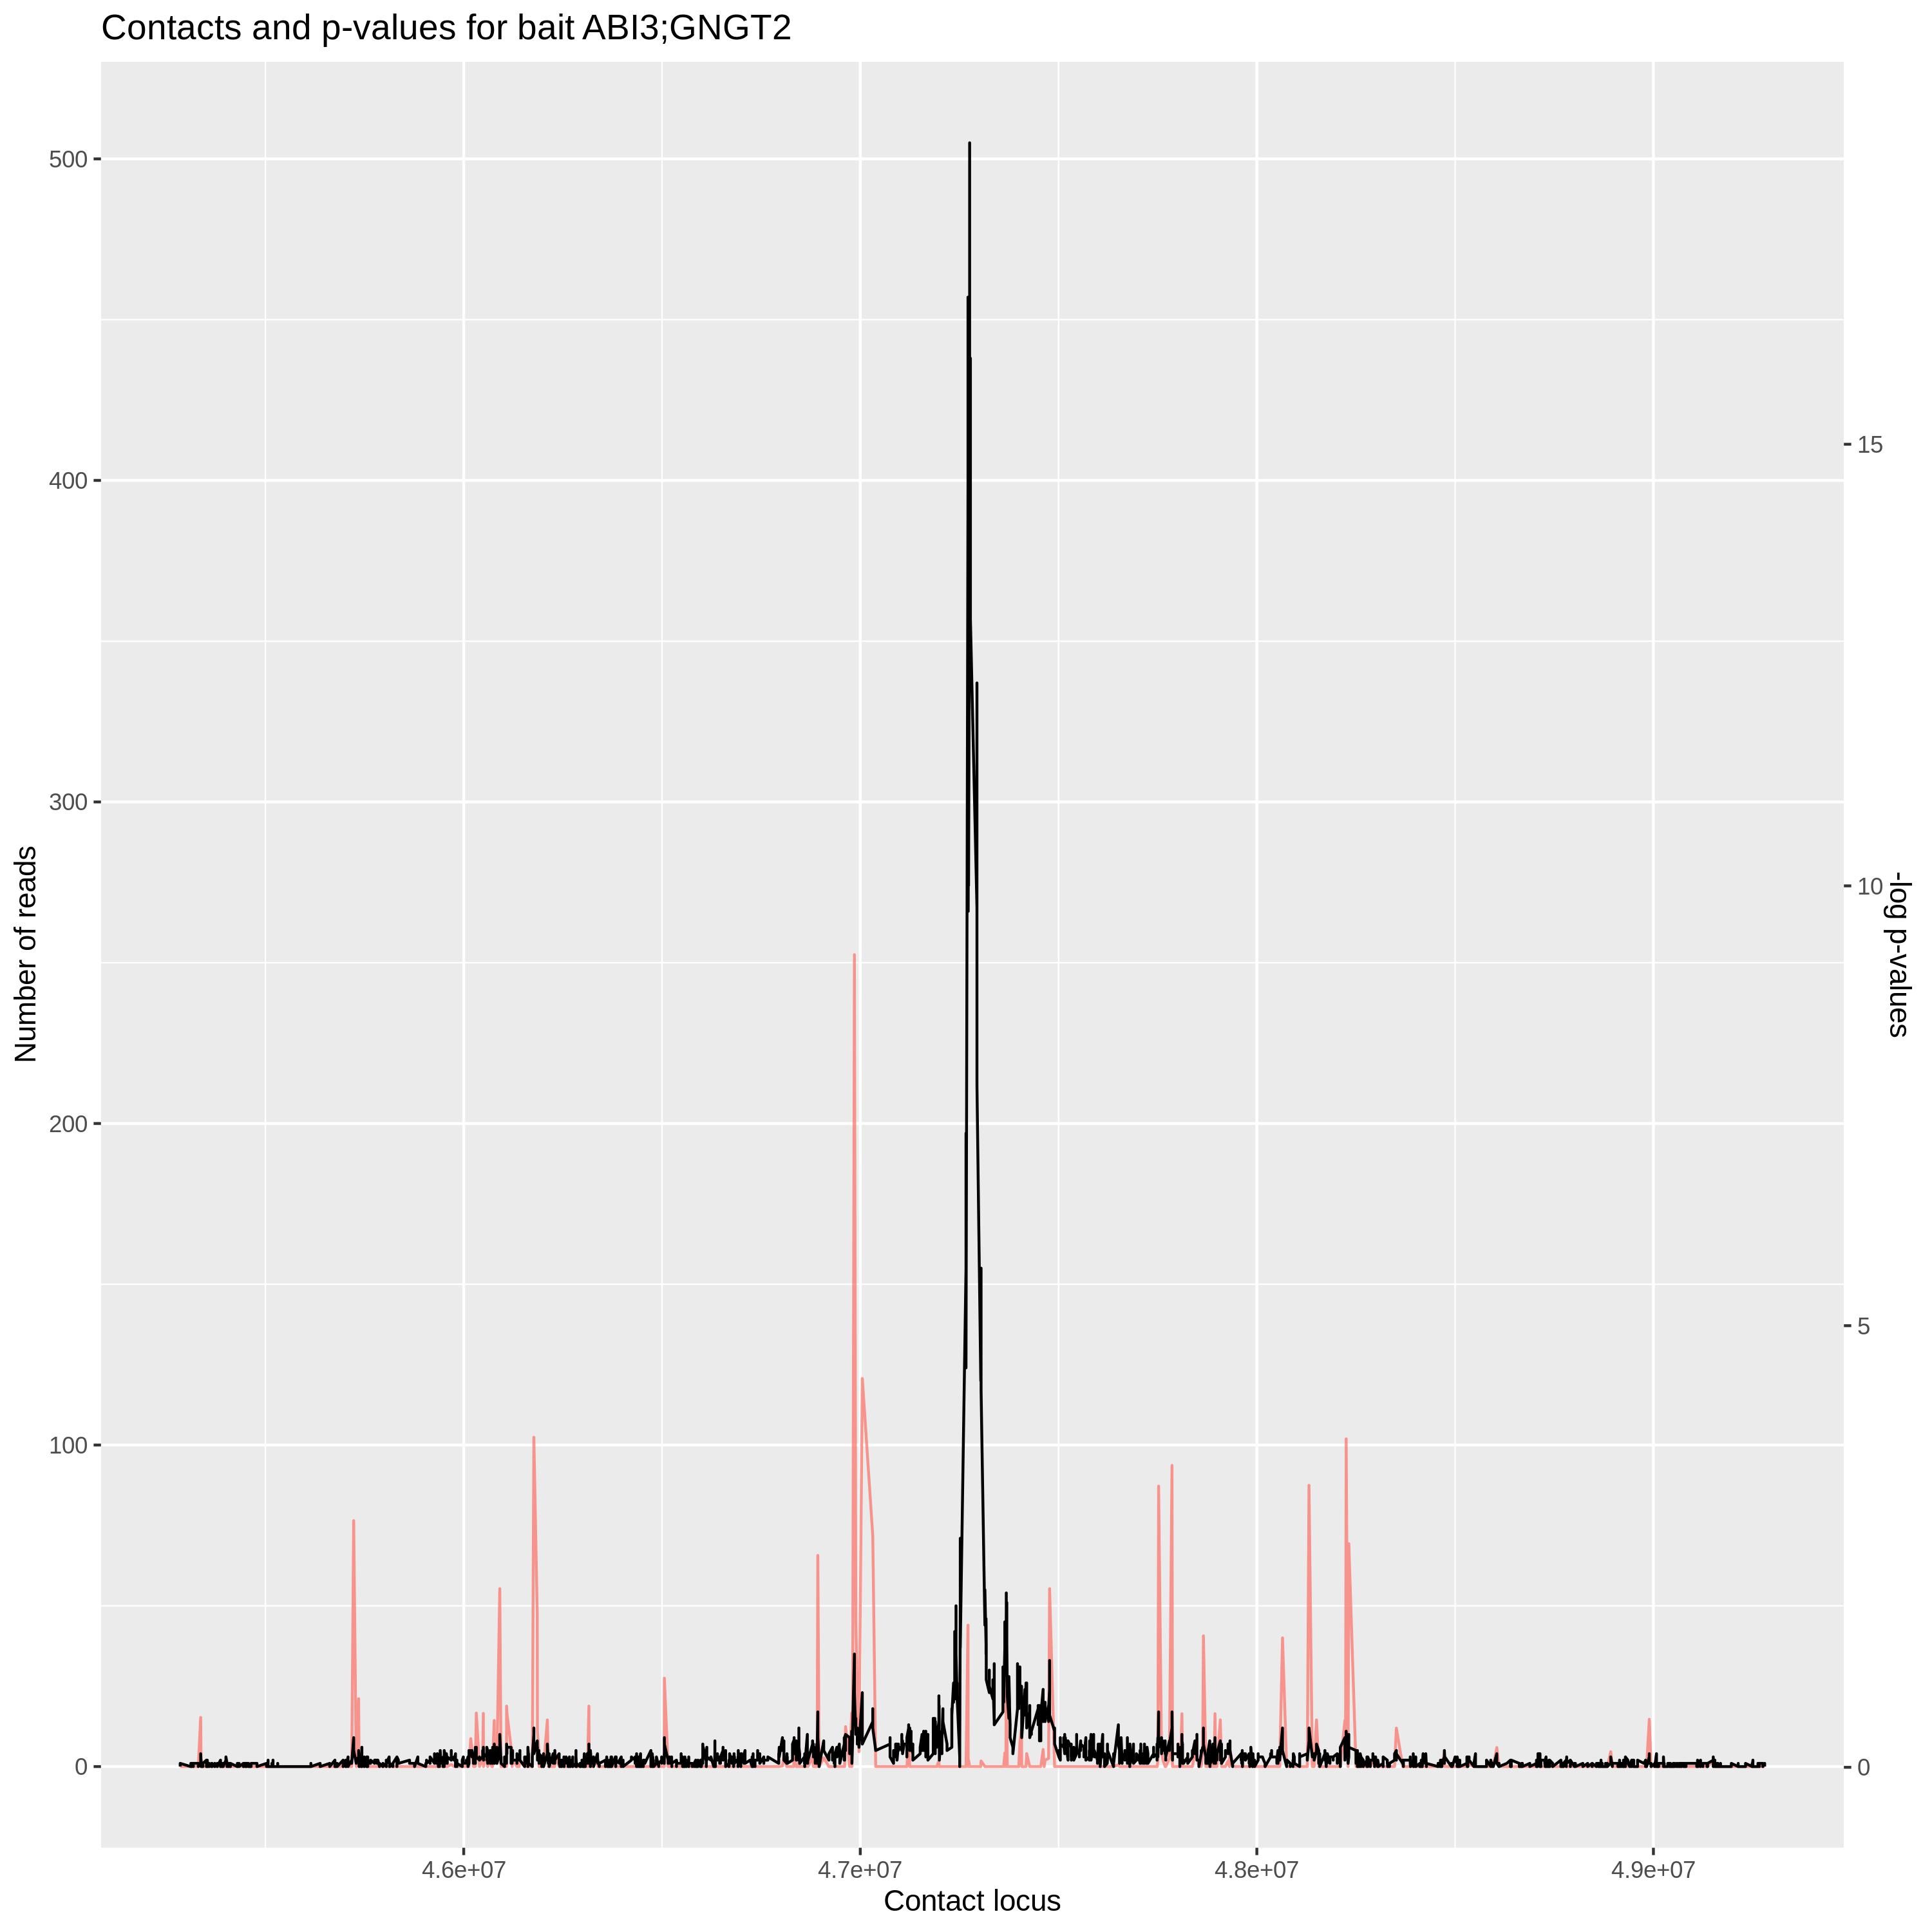 Contacts and p-values for bait ABI3;GNGT2
500
400
300
200
100
0
Number of reads
15
10
5
0
-log p-values
4.6e+07
4.7e+07
4.8e+07
4.9e+07
Contact locus